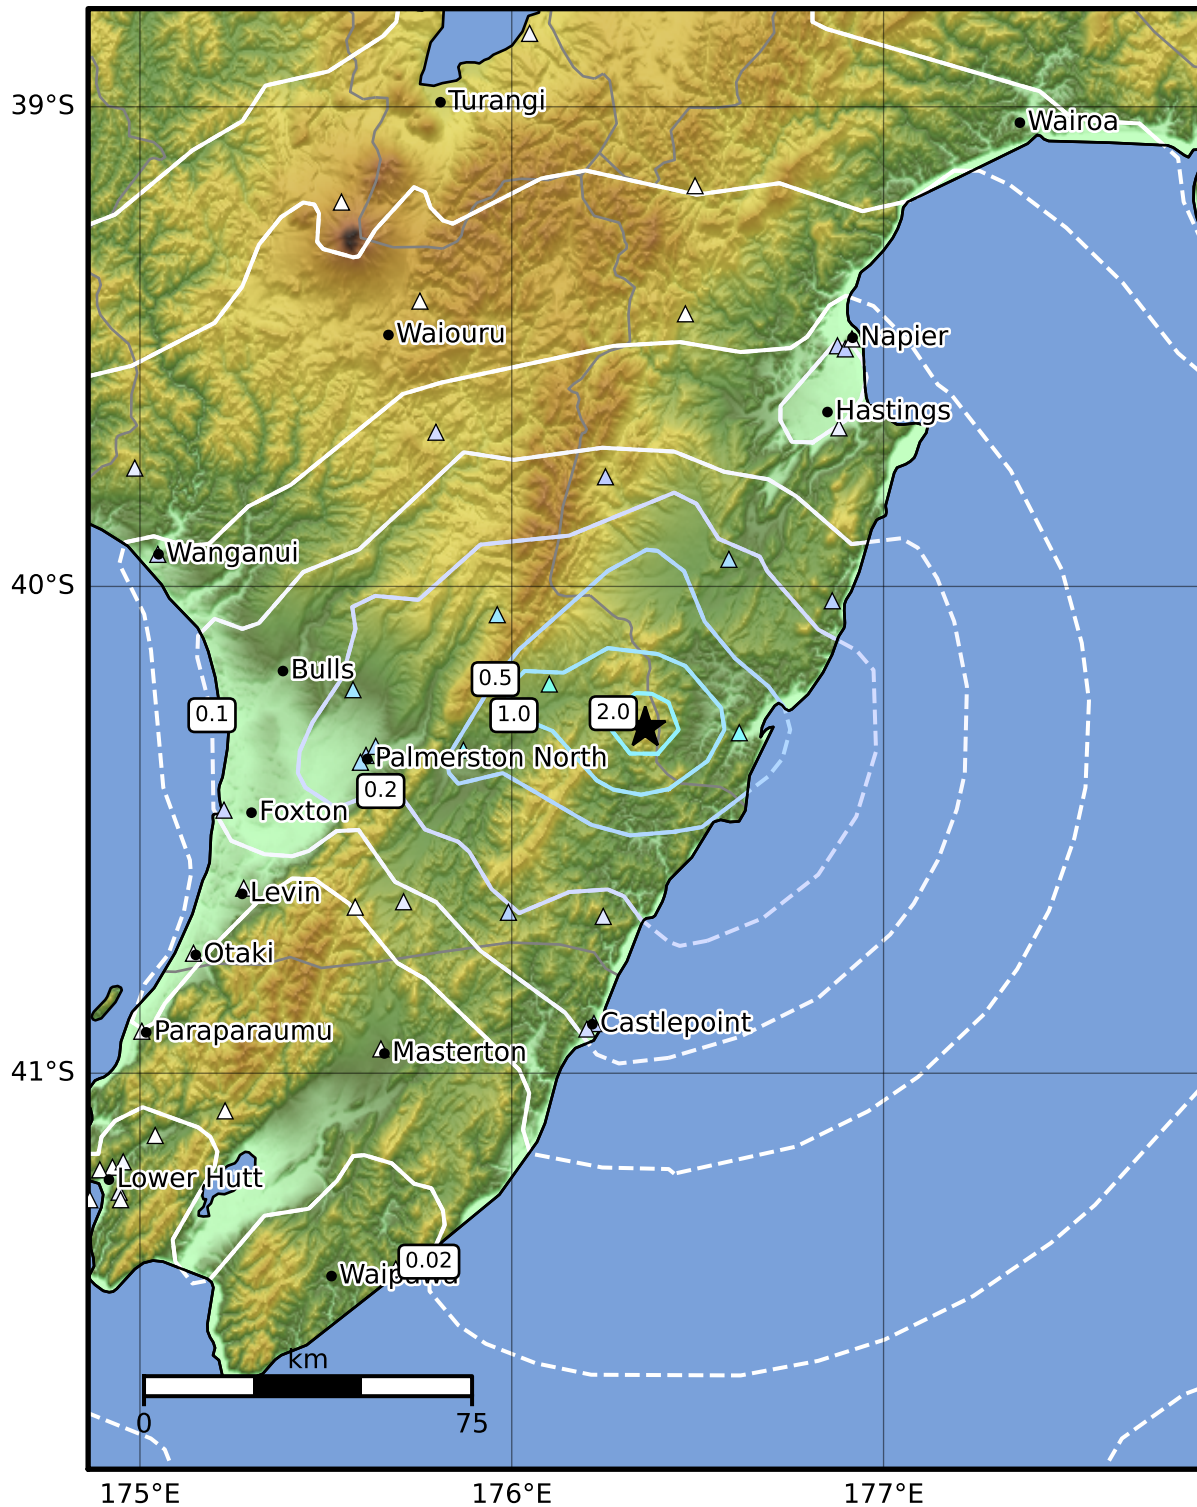 39°S
Turangi
Wairoa
Waiouru
Napier
Hastings
Wanganui
40°S
Bulls
0.5
0.1
1.0
2.0
Palmerston North
0.2
Foxton
Levin
Otaki
Castlepoint
Paraparaumu
Masterton
41°S
Lower Hutt
0.02
km
0
75
175°E
176°E
177°E